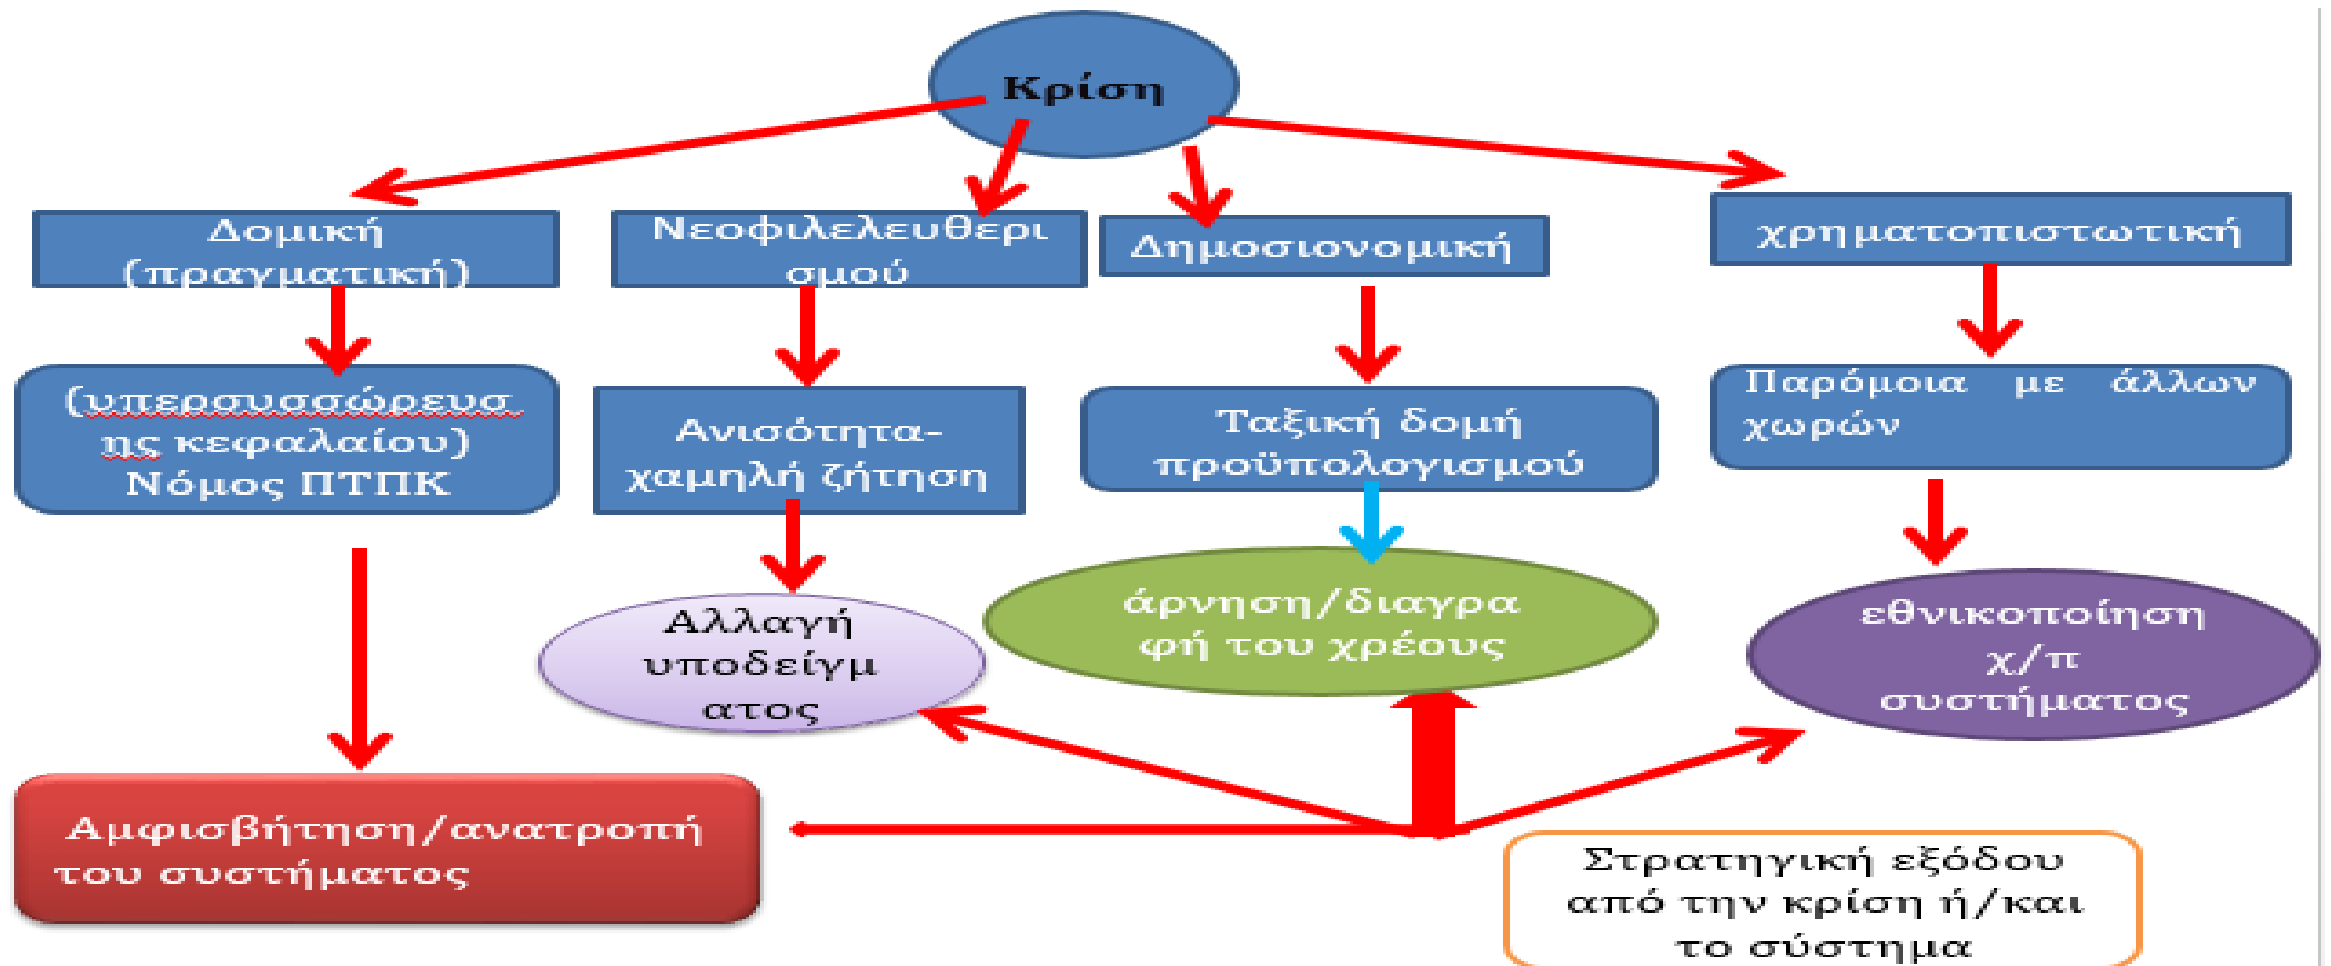 Κρίση
Δομική
(πραγματική)
Νεοφιλελευθερι
σμού
Δημοσιονομική
χρηματοπιστωτική
(υπερσυσσώρευσ
ης κεφαλαίου)
Νόμος ΠΤΠΚ
Ανισότητα-
χαμηλή ζήτηση
Ταξική δομή
προϋπολογισμού
Παρόμοια με άλλων
χωρών
Αλλαγή
υποδείγμ
ατος
άρνηση/διαγρα
φή του χρέους
εθνικοποίηση
χ/π
συστήματος
Αμφισβήτηση/ανατροπή
του συστήματος
Στρατηγική εξόδου
από την κρίση ή/και
το σύστημα